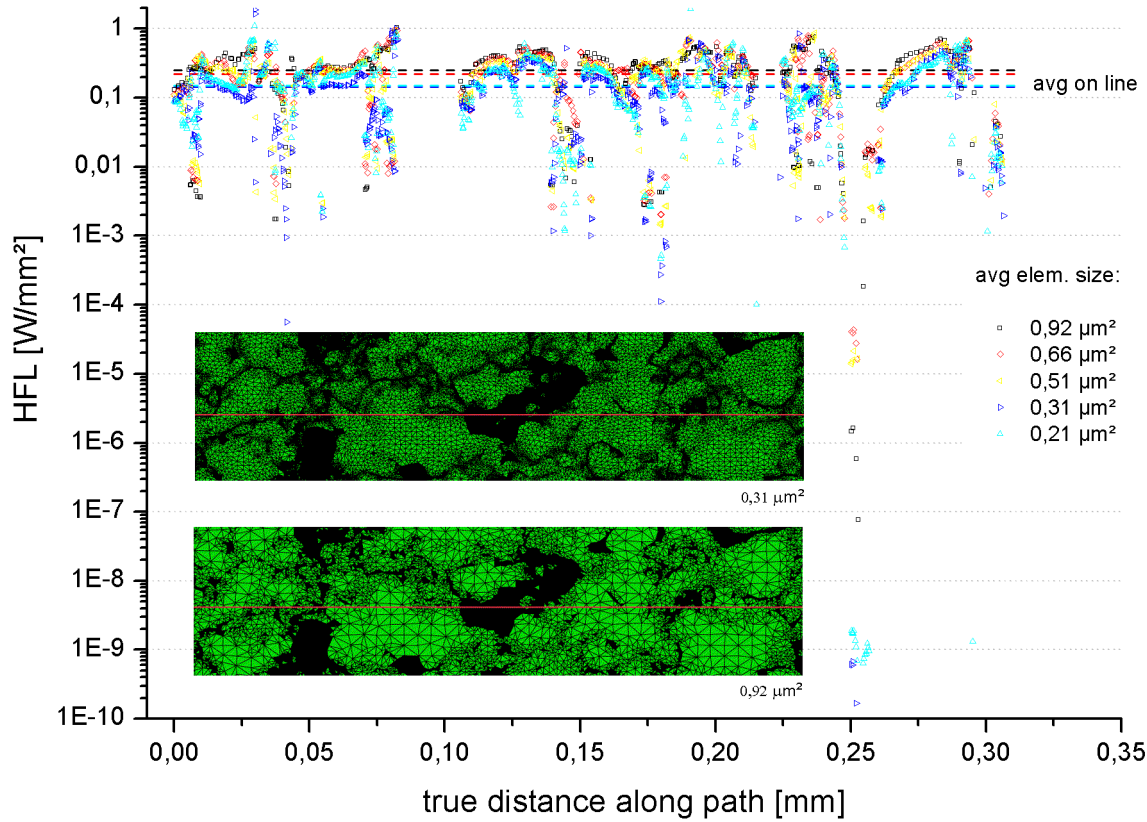 1
0,1
0,01
1E-3
1E-4
1E-5
1E-6
1E-7
1E-8
1E-9
1E-10
HFL [W/mm²]
avg on line
avg elem. size:
0,92 µm²
0,66 µm²
0,51 µm²
0,31 µm²
0,21 µm²
0,31 µm²
0,92 µm²
0,00 0,05 0,10 0,15 0,20 0,25 0,30 0,35
true distance along path [mm]